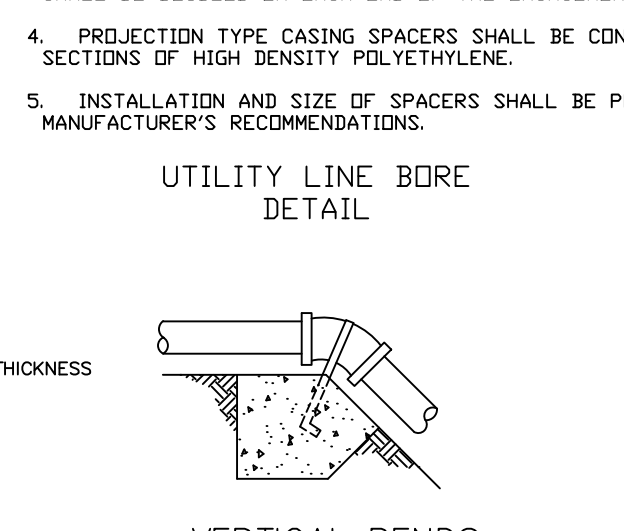 4. PROJECTION TYPE CASING SPACERS SHALL BE CON
SECTIONS OF HIGH DENSITY POLYETHYLENE.
5. INSTALLATION AND SIZE OF SPACERS SHALL BE P
MANUFACTURER'S RECOMMENDATIONS.
UTILITY LINE BORE
DETAIL
THICKNESS